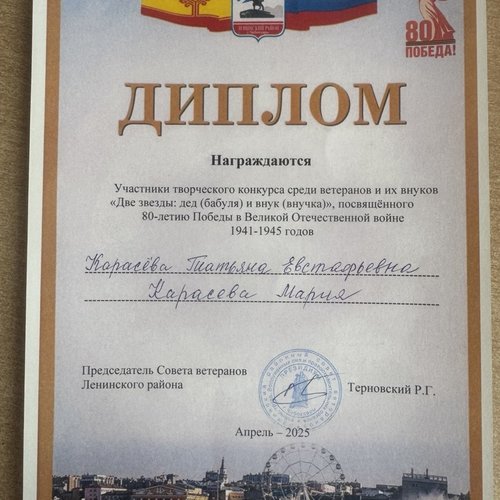 80
ПОБЕДА!
ДИПЛОМ
Награждаются
Участники творческого конкурса среди ветеранов и их внуков
«Две звезды: дед (бабуля) и внук (внучка)», посвящённого
80-летию Победы в Великой Отечественной войне
1941-1945 годов
Карасёва Татьяна Евстафьевна
Карасева Мария
Председатель Совета ветеранов
Ленинского района
Терновский Р.Г.
Апрель – 2025